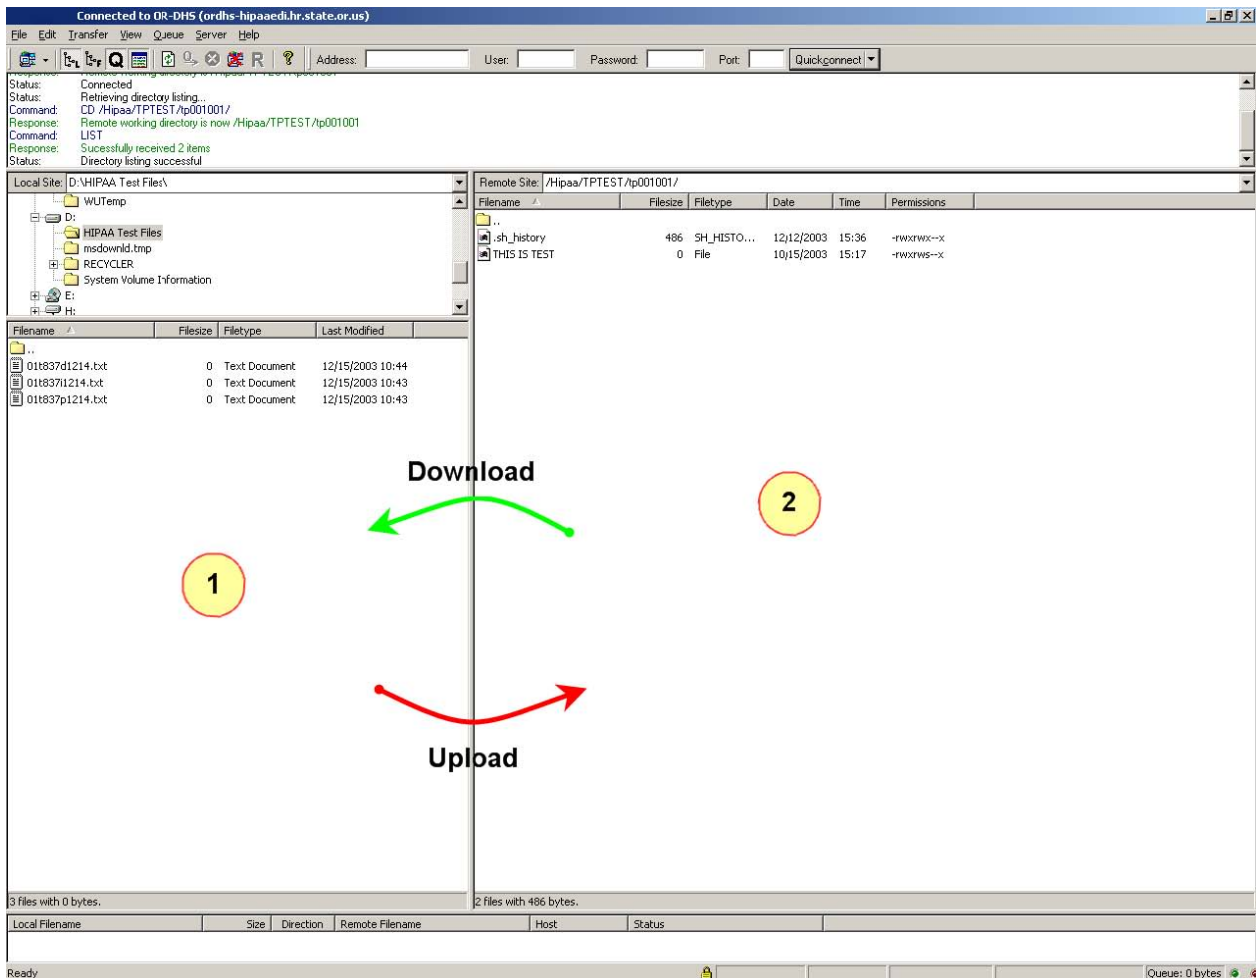 Connected to OR-DHS (ordhs-hipaaedi.hr.state.or.us)
File Edit Transfer View Queue Server Help
Address: User: Password: Port: Quickconnect
Status: Connected
Status: Retrieving directory listing...
Command: CD /Hipaa/TPTEST/tp001001/
Response: Remote working directory is now /Hipaa/TPTEST/tp001001
Command: LIST
Response: Sucessfully received 2 items
Status: Directory listing successful
Local Site: D:\HIPAA Test Files\
WUTemp
D:
HIPAA Test Files
msdownld.tmp
RECYCLER
System Volume Information
E:
H:
Filename Filesize Filetype Last Modified
..
01t837d1214.txt 0 Text Document 12/15/2003 10:44
01t837i1214.txt 0 Text Document 12/15/2003 10:43
01t837p1214.txt 0 Text Document 12/15/2003 10:43
3 files with 0 bytes.
Remote Site: /Hipaa/TPTEST/tp001001/
Filename Filesize Filetype Date Time Permissions
..
.sh_history 486 SH_HISTO... 12/12/2003 15:36 -rwxrwx--x
THIS IS TEST 0 File 10/15/2003 15:17 -rwxrws--x
2 files with 486 bytes.
Download
2
1
Upload
Local Filename Size Direction Remote Filename Host Status
Ready Queue: 0 bytes